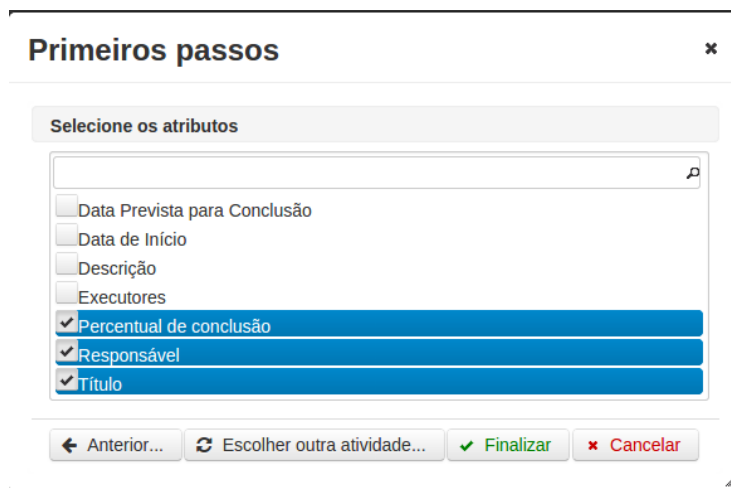 Primeiros passos
Selecione os atributos
Data Prevista para Conclusão
Data de Início
Descrição
Executores
Percentual de conclusão
Responsável
Título
Anterior... Escolher outra atividade... Finalizar Cancelar